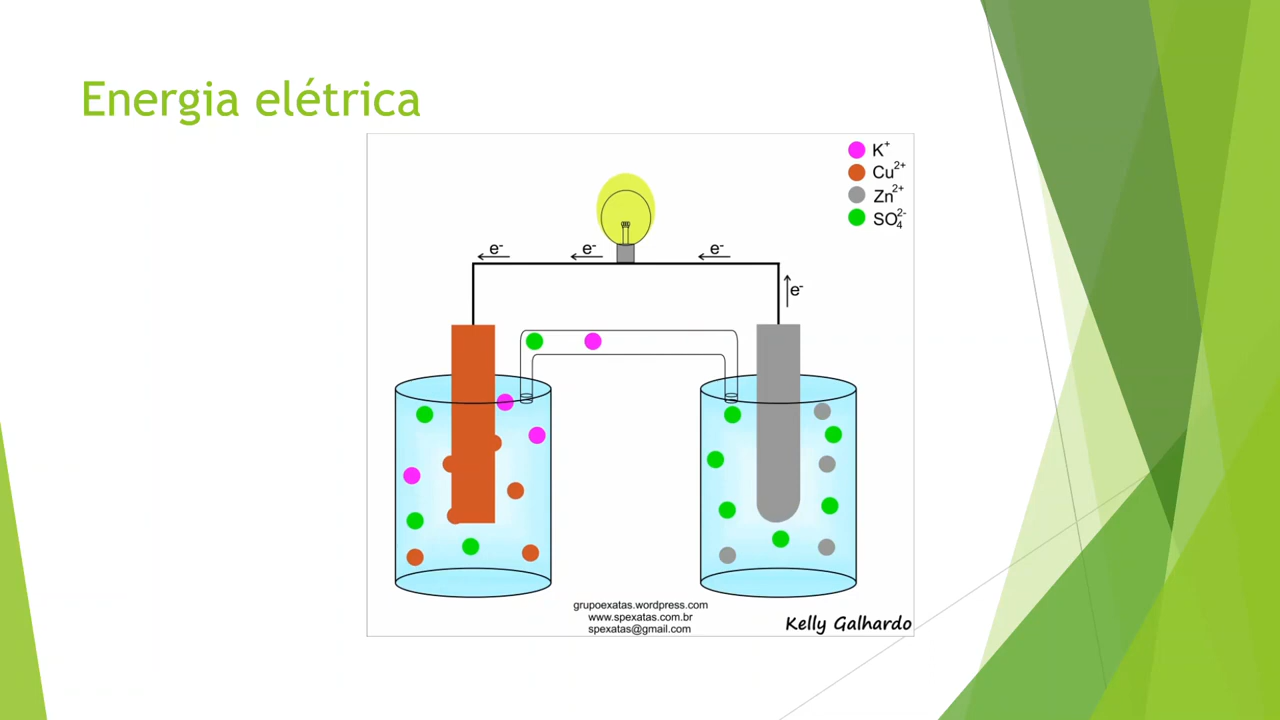 Energia elétrica
K+
Cu2+
Zn2+
SO42-
e- e- e-
e-
grupoexatas.wordpress.com
www.spexatas.com.br
spexatas@gmail.com
Kelly Galhardo